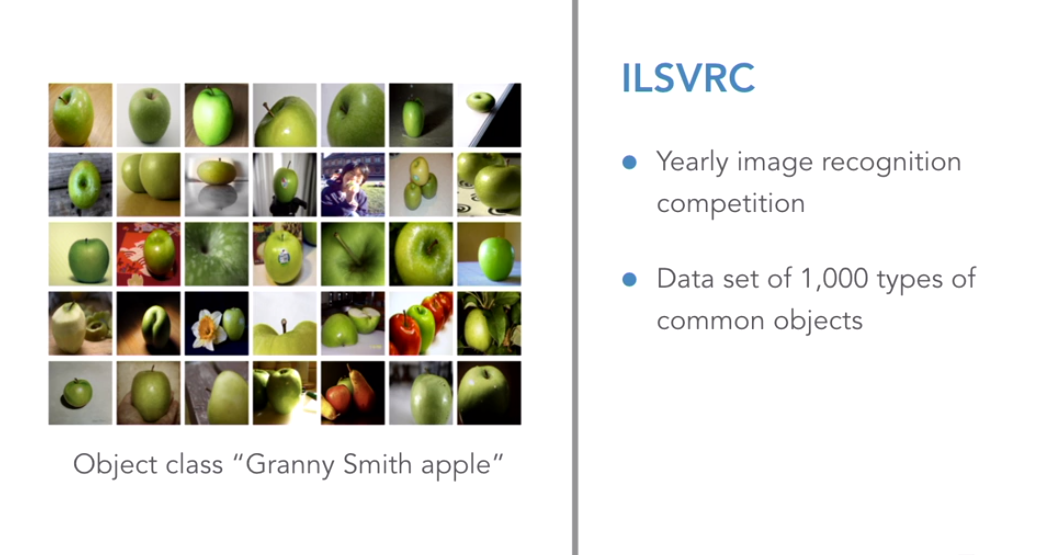 ILSVRC
Yearly image recognition
competition
Data set of 1,000 types of
common objects
Object class “Granny Smith apple”